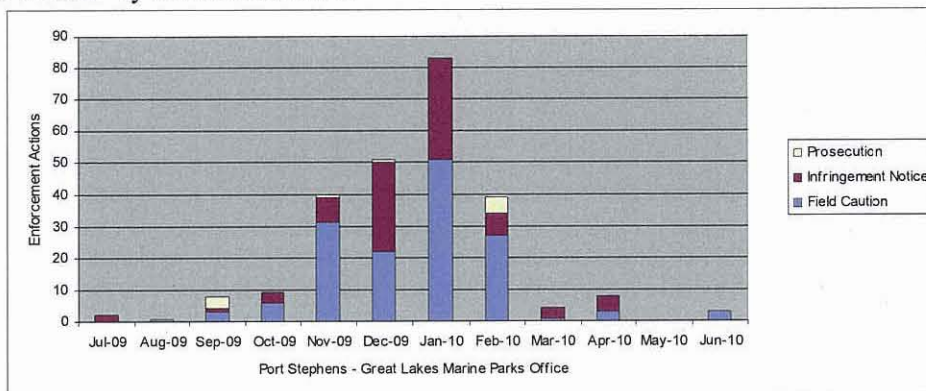 90
80
70
60
50
40
30
20
10
0
Enforcement Actions
Jul-09 Aug-09 Sep-09 Oct-09 Nov-09 Dec-09 Jan-10 Feb-10 Mar-10 Apr-10 May-10 Jun-10
Port Stephens - Great Lakes Marine Parks Office
Prosecution
Infringement Notice
Field Caution